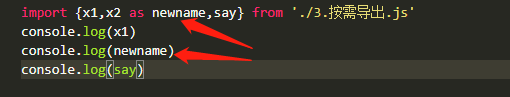 import {x1,x2 as newname,say} from './3.按需导出.js'
console.log(x1)
console.log(newname)
console.log(say)